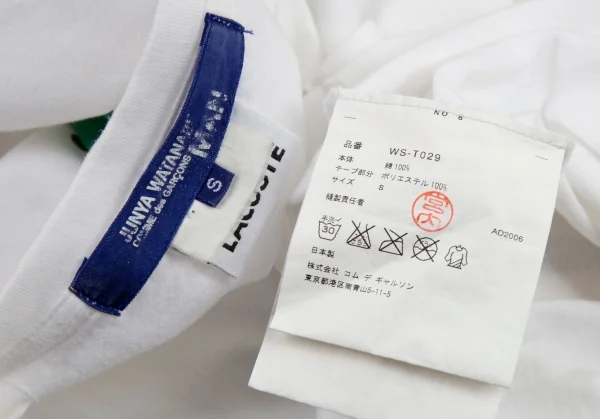 JUNYA WATANABE
COMME des GARÇONS
MAN
S
LACOSTE
NO. 6
品番 WS-T029
本体 綿 100%
テープ部分 ポリエステル 100%
サイズ S
縫製責任者
宮内
AD2006
30
日本製
株式会社 コム デ ギャルソン
東京都港区南青山5-11-5